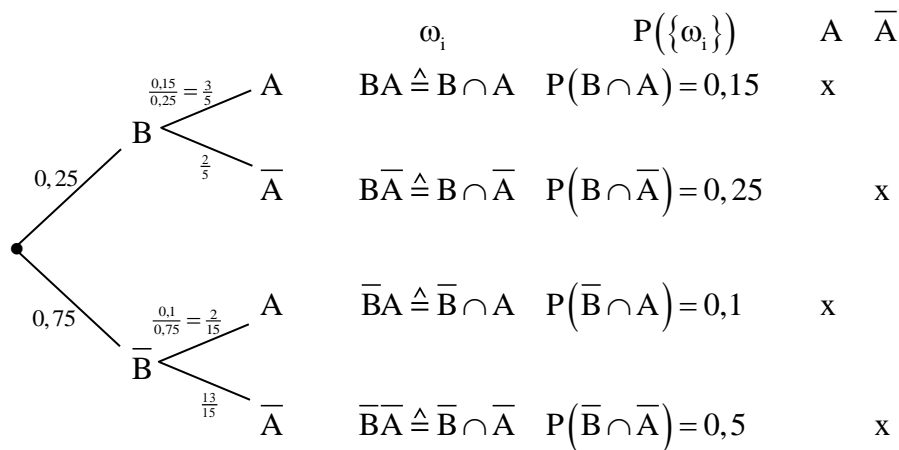 ωᵢ P({ωᵢ}) A A̅
0,15/0,25 = 3/5 A BA ≙ B ∩ A P(B ∩ A) = 0,15 x
B
0,25 2/5 A̅ BA̅ ≙ B ∩ A̅ P(B ∩ A̅) = 0,25 x
0,75 0,1/0,75 = 2/15 A B̅A ≙ B̅ ∩ A P(B̅ ∩ A) = 0,1 x
B̅
13/15 A̅ B̅A̅ ≙ B̅ ∩ A̅ P(B̅ ∩ A̅) = 0,5 x